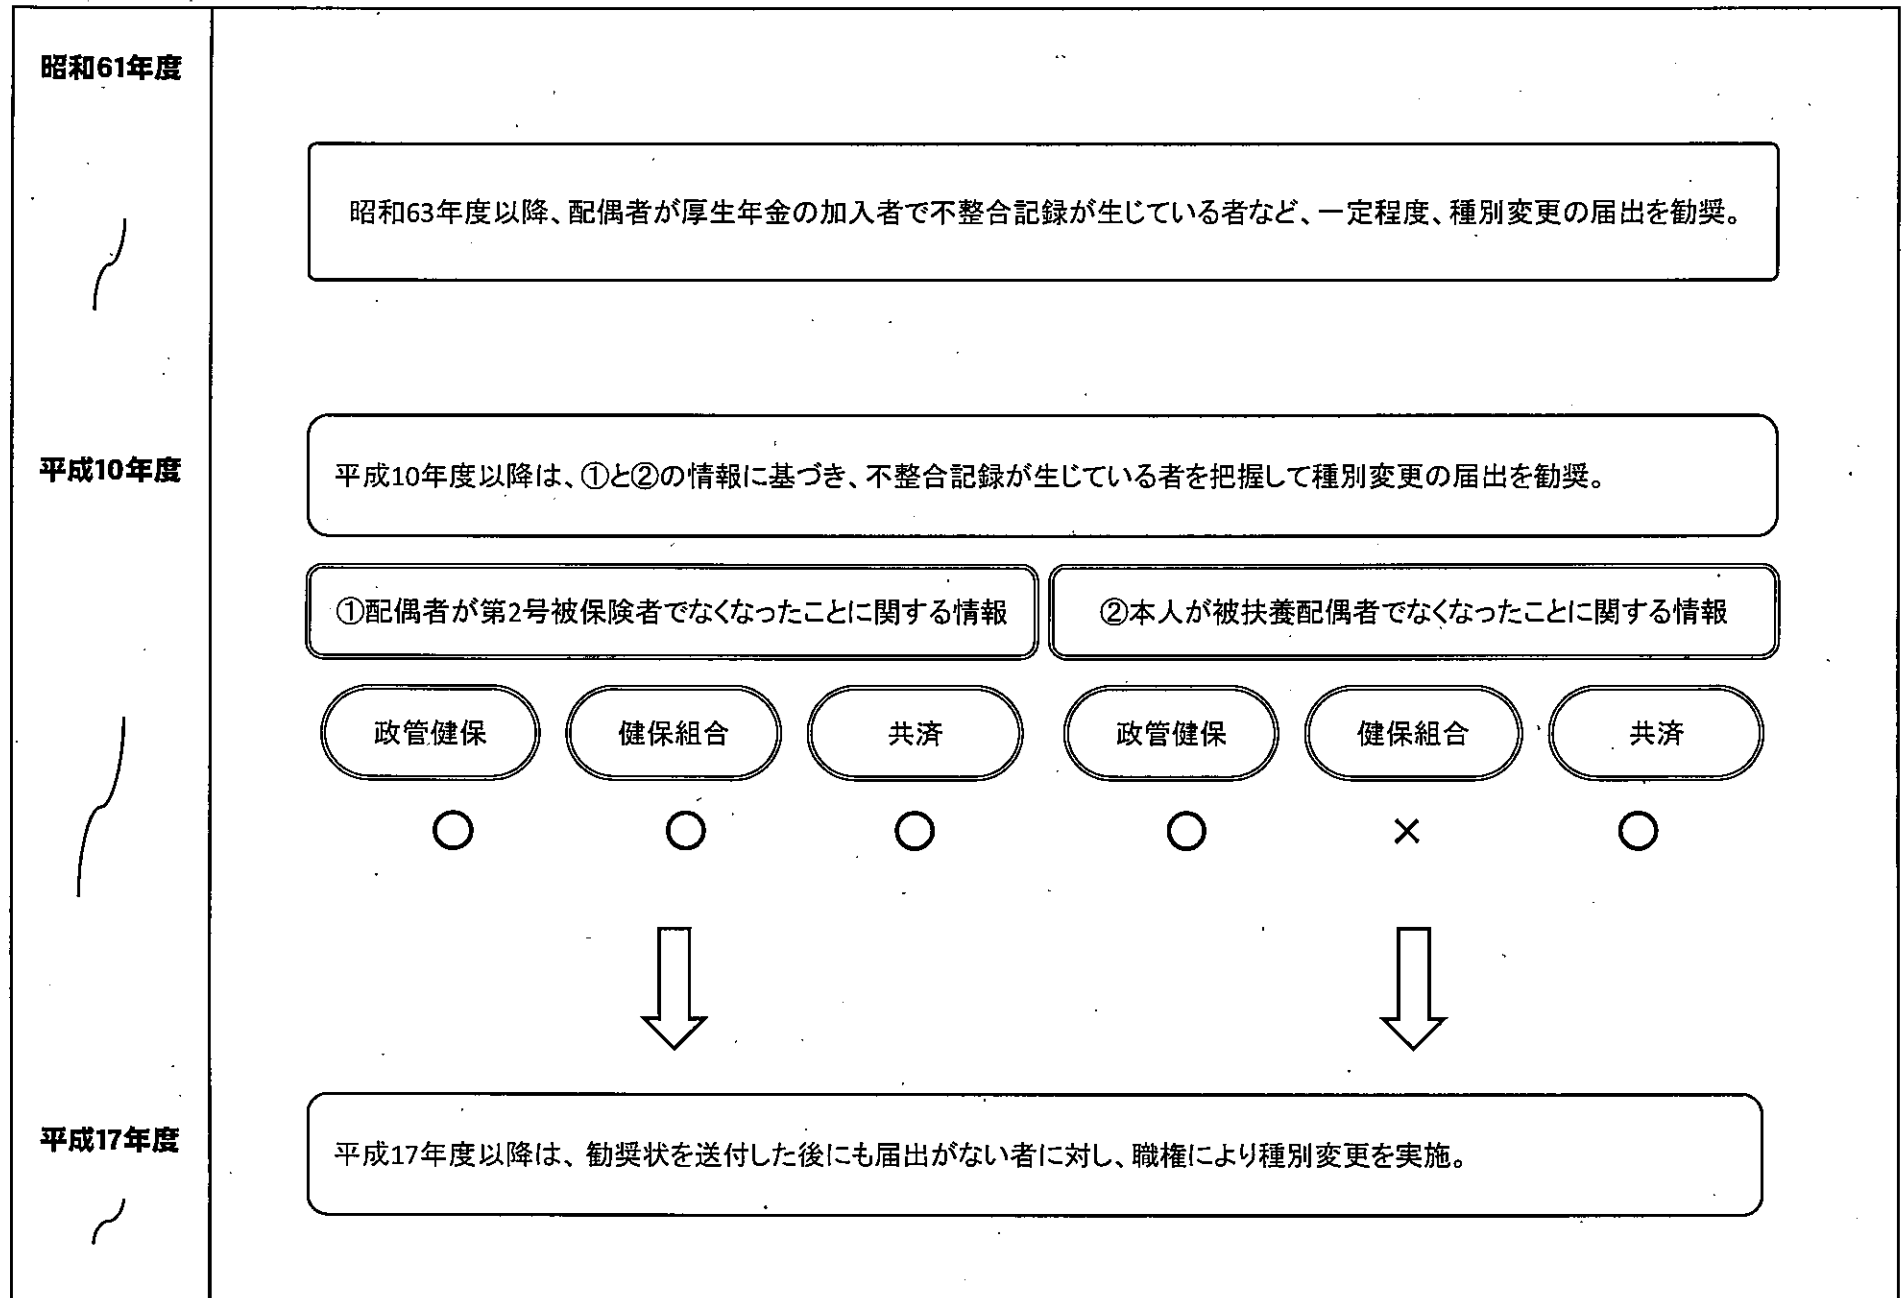 昭和61年度
昭和63年度以降、配偶者が厚生年金の加入者で不整合記録が生じている者など、一定程度、種別変更の届出を勧奨。
平成10年度
平成10年度以降は、①と②の情報に基づき、不整合記録が生じている者を把握して種別変更の届出を勧奨。
①配偶者が第2号被保険者でなくなったことに関する情報
②本人が被扶養配偶者でなくなったことに関する情報
政管健保
健保組合
共済
政管健保
健保組合
共済
○
○
○
○
×
○
平成17年度
平成17年度以降は、勧奨状を送付した後にも届出がない者に対し、職権により種別変更を実施。